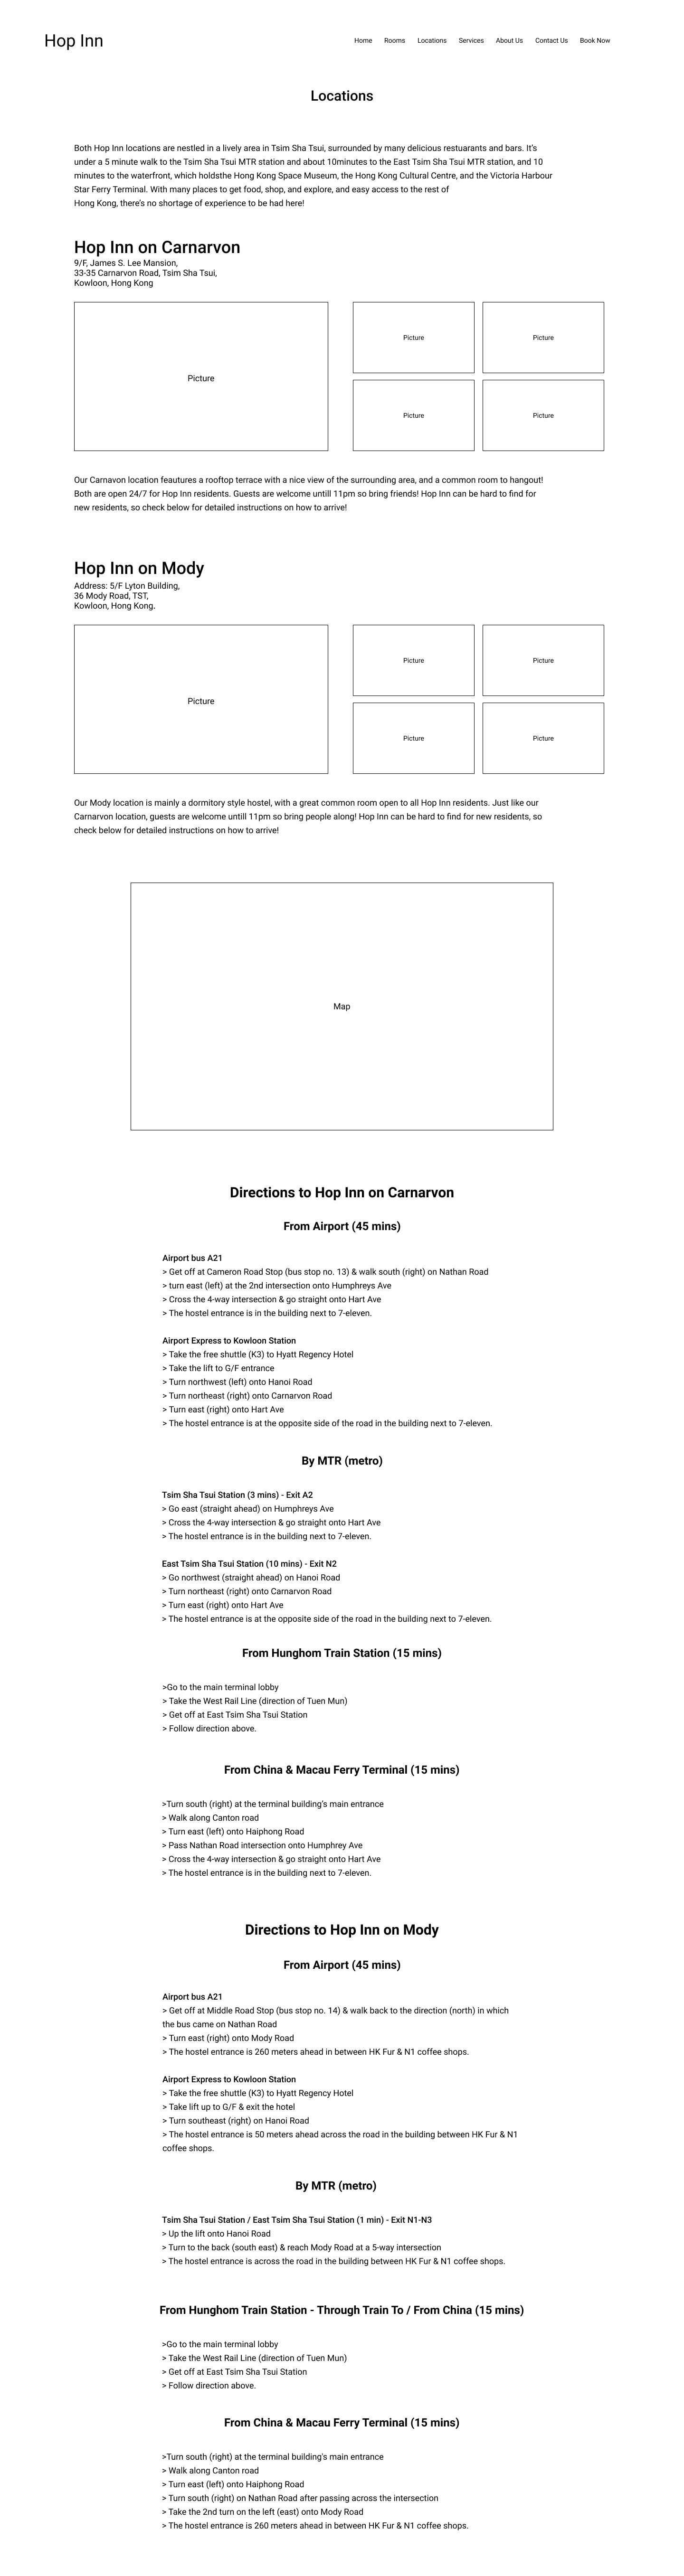 Hop Inn
Home Rooms Locations Services About Us Contact Us Book Now
Locations
Both Hop Inn locations are nestled in a lively area in Tsim Sha Tsui, surrounded by many delicious restuarants and bars. It's
under a 5 minute walk to the Tsim Sha Tsui MTR station and about 10minutes to the East Tsim Sha Tsui MTR station, and 10
minutes to the waterfront, which holdsthe Hong Kong Space Museum, the Hong Kong Cultural Centre, and the Victoria Harbour
Star Ferry Terminal. With many places to get food, shop, and explore, and easy access to the rest of
Hong Kong, there's no shortage of experience to be had here!
Hop Inn on Carnarvon
9/F, James S. Lee Mansion,
33-35 Carnarvon Road, Tsim Sha Tsui,
Kowloon, Hong Kong
Picture
Picture
Picture
Picture
Picture
Our Carnavon location feautures a rooftop terrace with a nice view of the surrounding area, and a common room to hangout!
Both are open 24/7 for Hop Inn residents. Guests are welcome untill 11pm so bring friends! Hop Inn can be hard to find for
new residents, so check below for detailed instructions on how to arrive!
Hop Inn on Mody
Address: 5/F Lyton Building,
36 Mody Road, TST,
Kowloon, Hong Kong.
Picture
Picture
Picture
Picture
Picture
Our Mody location is mainly a dormitory style hostel, with a great common room open to all Hop Inn residents. Just like our
Carnarvon location, guests are welcome untill 11pm so bring people along! Hop Inn can be hard to find for new residents, so
check below for detailed instructions on how to arrive!
Map
Directions to Hop Inn on Carnarvon
From Airport (45 mins)
Airport bus A21
> Get off at Cameron Road Stop (bus stop no. 13) & walk south (right) on Nathan Road
> turn east (left) at the 2nd intersection onto Humphreys Ave
> Cross the 4-way intersection & go straight onto Hart Ave
> The hostel entrance is in the building next to 7-eleven.
Airport Express to Kowloon Station
> Take the free shuttle (K3) to Hyatt Regency Hotel
> Take the lift to G/F entrance
> Turn northwest (left) onto Hanoi Road
> Turn northeast (right) onto Carnarvon Road
> Turn east (right) onto Hart Ave
> The hostel entrance is at the opposite side of the road in the building next to 7-eleven.
By MTR (metro)
Tsim Sha Tsui Station (3 mins) - Exit A2
> Go east (straight ahead) on Humphreys Ave
> Cross the 4-way intersection & go straight onto Hart Ave
> The hostel entrance is in the building next to 7-eleven.
East Tsim Sha Tsui Station (10 mins) - Exit N2
> Go northwest (straight ahead) on Hanoi Road
> Turn northeast (right) onto Carnarvon Road
> Turn east (right) onto Hart Ave
> The hostel entrance is at the opposite side of the road in the building next to 7-eleven.
From Hunghom Train Station (15 mins)
>Go to the main terminal lobby
> Take the West Rail Line (direction of Tuen Mun)
> Get off at East Tsim Sha Tsui Station
> Follow direction above.
From China & Macau Ferry Terminal (15 mins)
>Turn south (right) at the terminal building's main entrance
> Walk along Canton road
> Turn east (left) onto Haiphong Road
> Pass Nathan Road intersection onto Humphrey Ave
> Cross the 4-way intersection & go straight onto Hart Ave
> The hostel entrance is in the building next to 7-eleven.
Directions to Hop Inn on Mody
From Airport (45 mins)
Airport bus A21
> Get off at Middle Road Stop (bus stop no. 14) & walk back to the direction (north) in which
the bus came on Nathan Road
> Turn east (right) onto Mody Road
> The hostel entrance is 260 meters ahead in between HK Fur & N1 coffee shops.
Airport Express to Kowloon Station
> Take the free shuttle (K3) to Hyatt Regency Hotel
> Take lift up to G/F & exit the hotel
> Turn southeast (right) on Hanoi Road
> The hostel entrance is 50 meters ahead across the road in the building between HK Fur & N1
coffee shops.
By MTR (metro)
Tsim Sha Tsui Station / East Tsim Sha Tsui Station (1 min) - Exit N1-N3
> Up the lift onto Hanoi Road
> Turn to the back (south east) & reach Mody Road at a 5-way intersection
> The hostel entrance is across the road in the building between HK Fur & N1 coffee shops.
From Hunghom Train Station - Through Train To / From China (15 mins)
>Go to the main terminal lobby
> Take the West Rail Line (direction of Tuen Mun)
> Get off at East Tsim Sha Tsui Station
> Follow direction above.
From China & Macau Ferry Terminal (15 mins)
>Turn south (right) at the terminal building's main entrance
> Walk along Canton road
> Turn east (left) onto Haiphong Road
> Turn south (right) on Nathan Road after passing across the intersection
> Take the 2nd turn on the left (east) onto Mody Road
> The hostel entrance is 260 meters ahead in between HK Fur & N1 coffee shops.